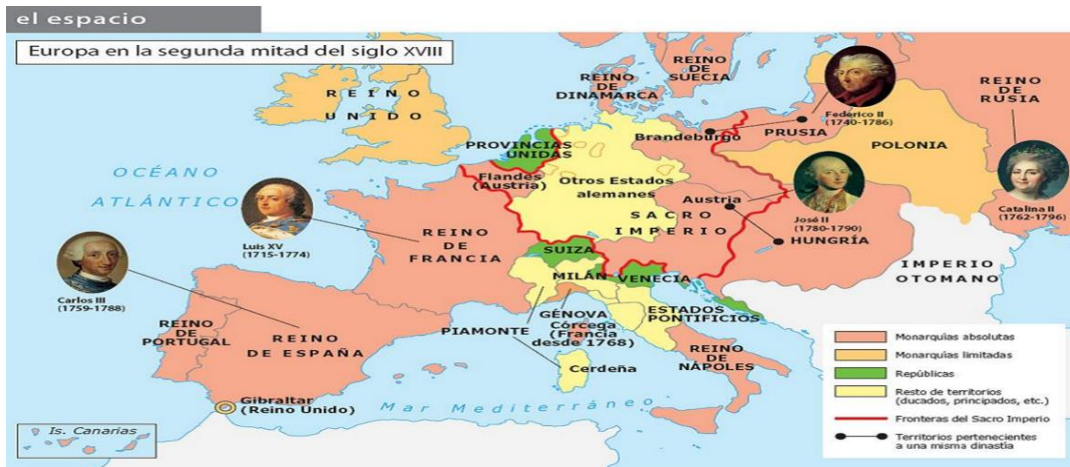 el espacio
Europa en la segunda mitad del siglo XVIII
REINO
UNIDO
REINO
DE
DINAMARCA
REINO
DE
SUECIA
REINO
DE
RUSIA
Federico II
(1740-1786)
Brandeburgo
PRUSIA
POLONIA
PROVINCIAS
UNIDAS
Flandes
(Austria)
Otros Estados
alemanes
OCÉANO
ATLÁNTICO
Austria
SACRO
IMPERIO
José II
(1780-1790)
HUNGRÍA
Catalina II
(1762-1796)
Luis XV
(1715-1774)
REINO
DE
FRANCIA
SUIZA
MILÁN
VENECIA
IMPERIO
OTOMANO
Carlos III
(1759-1788)
GÉNOVA
PIAMONTE
Córcega
(Francia
desde 1768)
ESTADOS
PONTIFICIOS
REINO
DE
PORTUGAL
REINO
DE ESPAÑA
Cerdeña
REINO
DE
NÁPOLES
Gibraltar
(Reino Unido)
Mar Mediterráneo
Is. Canarias
Monarquías absolutas
Monarquías limitadas
Repúblicas
Resto de territorios
(ducados, principados, etc.)
Fronteras del Sacro Imperio
Territorios pertenecientes
a una misma dinastía